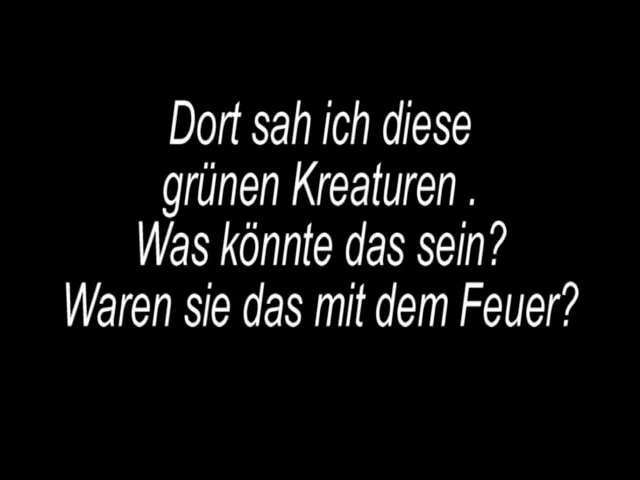 Dort sah ich diese
grünen Kreaturen .
Was könnte das sein?
Waren sie das mit dem Feuer?